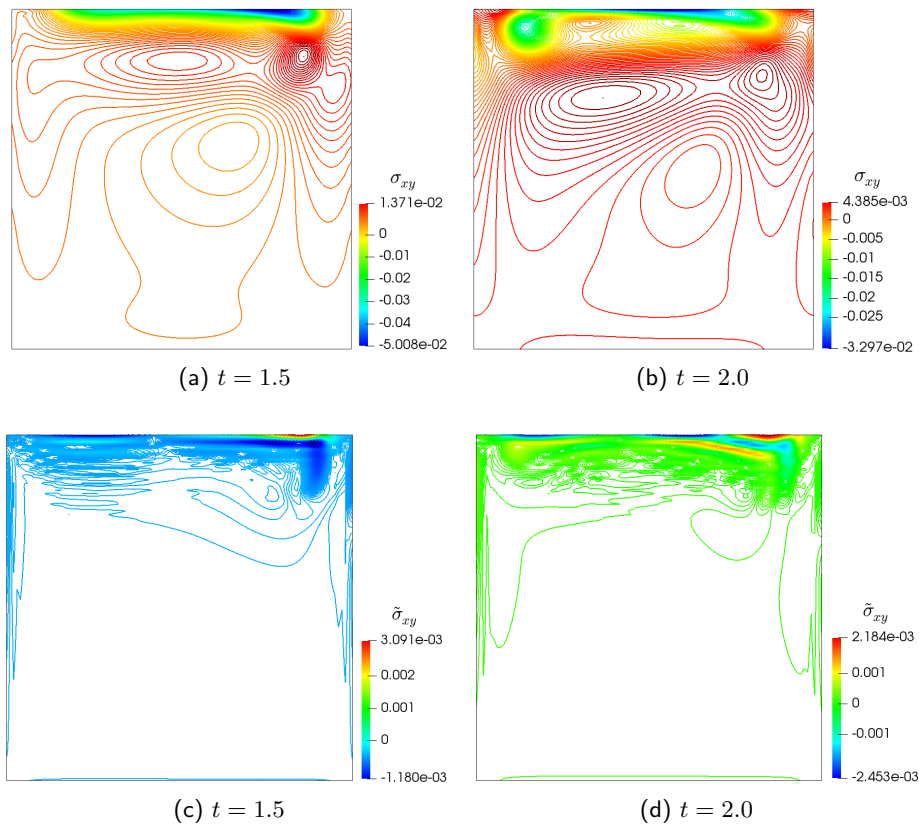 σxy
1.371e-02
0
-0.01
-0.02
-0.03
-0.04
-5.008e-02
(a) t = 1.5
σxy
4.385e-03
0
-0.005
-0.01
-0.015
-0.02
-0.025
-3.297e-02
(b) t = 2.0
σ̃xy
3.091e-03
0.002
0.001
0
-1.180e-03
(c) t = 1.5
σ̃xy
2.184e-03
0.001
0
-0.001
-2.453e-03
(d) t = 2.0